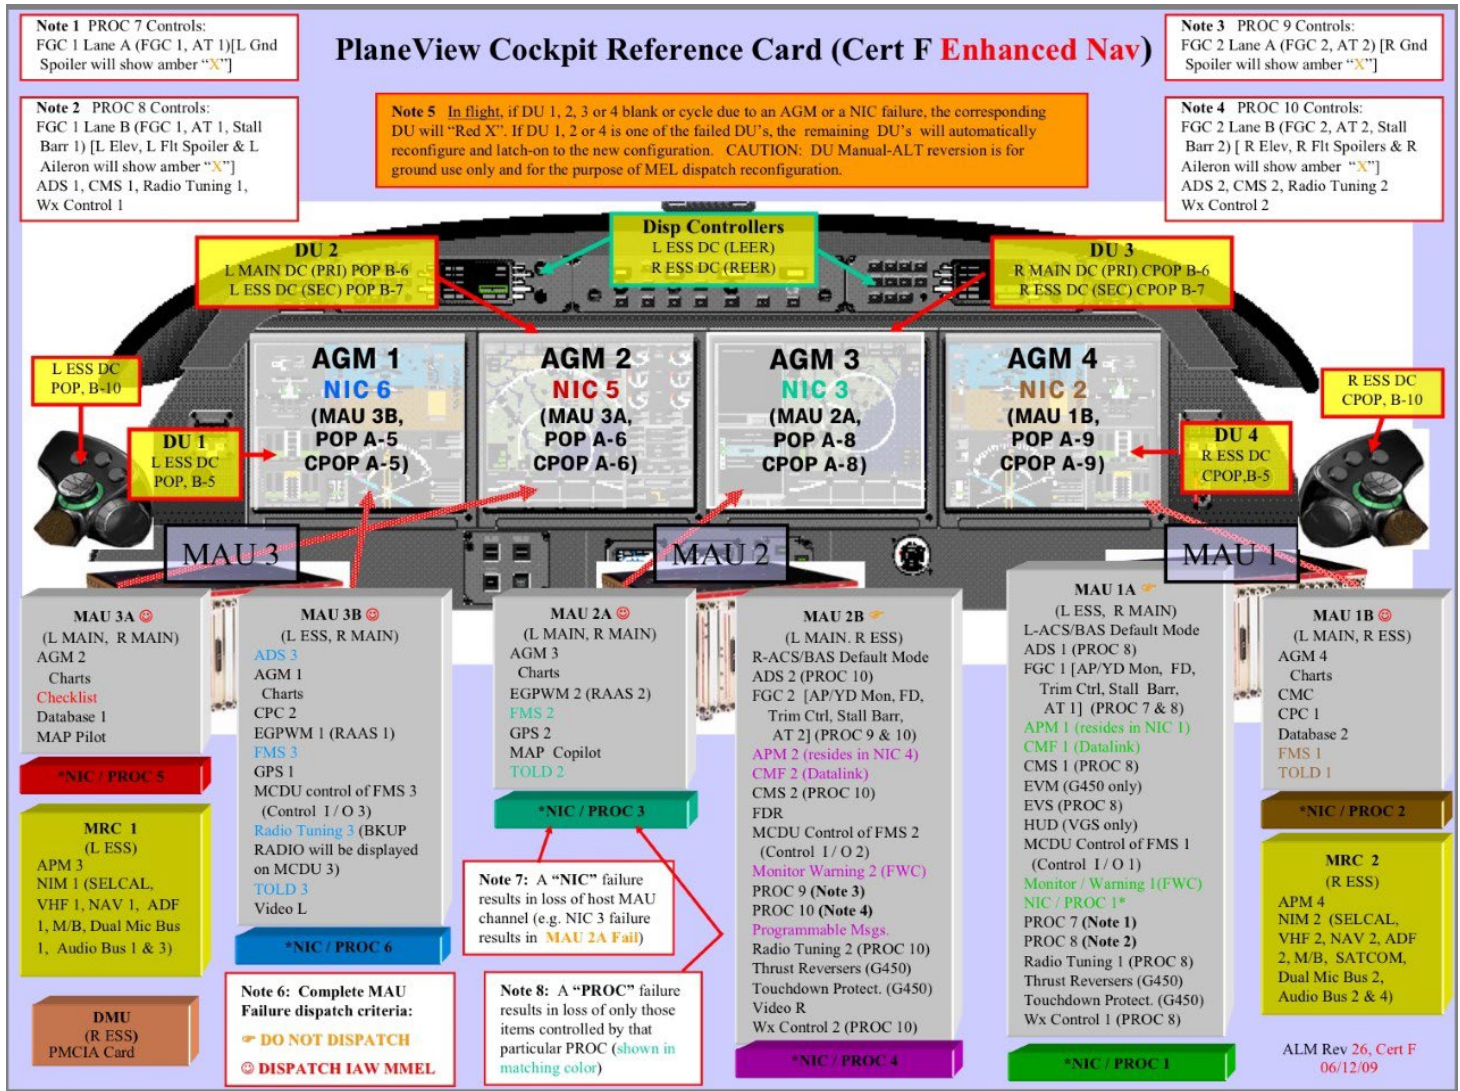 Note 1 PROC 7 Controls:
FGC 1 Lane A (FGC 1, AT 1)[L Gnd
Spoiler will show amber “X”]
Note 2 PROC 8 Controls:
FGC 1 Lane B (FGC 1, AT 1, Stall
Barr 1) [L Elev, L Flt Spoiler & L
Aileron will show amber “X”]
ADS 1, CMS 1, Radio Tuning 1,
Wx Control 1
PlaneView Cockpit Reference Card (Cert F Enhanced Nav)
Note 3 PROC 9 Controls:
FGC 2 Lane A (FGC 2, AT 2) [R Gnd
Spoiler will show amber “X”]
Note 4 PROC 10 Controls:
FGC 2 Lane B (FGC 2, AT 2, Stall
Barr 2) [ R Elev, R Flt Spoilers & R
Aileron will show amber “X”]
ADS 2, CMS 2, Radio Tuning 2
Wx Control 2
Note 5 In flight, if DU 1, 2, 3 or 4 blank or cycle due to an AGM or a NIC failure, the corresponding
DU will “Red X”. If DU 1, 2 or 4 is one of the failed DU’s, the remaining DU’s will automatically
reconfigure and latch-on to the new configuration. CAUTION: DU Manual-ALT reversion is for
ground use only and for the purpose of MEL dispatch reconfiguration.
DU 2
L MAIN DC (PRI) POP B-6
L ESS DC (SEC) POP B-7
Disp Controllers
L ESS DC (LEER)
R ESS DC (REER)
DU 3
R MAIN DC (PRI) CPOP B-6
R ESS DC (SEC) CPOP B-7
L ESS DC
POP, B-10
DU 1
L ESS DC
POP, B-5
AGM 1
NIC 6
(MAU 3B,
POP A-5
CPOP A-5)
AGM 2
NIC 5
(MAU 3A,
POP A-6
CPOP A-6)
AGM 3
NIC 3
(MAU 2A,
POP A-8
CPOP A-8)
AGM 4
NIC 2
(MAU 1B,
POP A-9
CPOP A-9)
DU 4
R ESS DC
CPOP,B-5
R ESS DC
CPOP, B-10
MAU 3
MAU 2
MAU 1
MAU 3A ☺
(L MAIN, R MAIN)
AGM 2
Charts
Checklist
Database 1
MAP Pilot
*NIC / PROC 5
MRC 1
(L ESS)
APM 3
NIM 1 (SELCAL,
VHF 1, NAV 1, ADF
1, M/B, Dual Mic Bus
1, Audio Bus 1 & 3)
DMU
(R ESS)
PMCIA Card
MAU 3B ☺
(L ESS, R MAIN)
ADS 3
AGM 1
Charts
CPC 2
EGPWM 1 (RAAS 1)
FMS 3
GPS 1
MCDU control of FMS 3
(Control I / O 3)
Radio Tuning 3 (BKUP
RADIO will be displayed
on MCDU 3)
TOLD 3
Video L
*NIC / PROC 6
Note 6: Complete MAU
Failure dispatch criteria:
☞ DO NOT DISPATCH
☺ DISPATCH IAW MMEL
MAU 2A ☺
(L MAIN, R MAIN)
AGM 3
Charts
EGPWM 2 (RAAS 2)
FMS 2
GPS 2
MAP Copilot
TOLD 2
*NIC / PROC 3
Note 7: A “NIC” failure
results in loss of host MAU
channel (e.g. NIC 3 failure
results in MAU 2A Fail)
Note 8: A “PROC” failure
results in loss of only those
items controlled by that
particular PROC (shown in
matching color)
MAU 2B ☞
(L MAIN. R ESS)
R-ACS/BAS Default Mode
ADS 2 (PROC 10)
FGC 2 [AP/YD Mon, FD,
Trim Ctrl, Stall Barr,
AT 2] (PROC 9 & 10)
APM 2 (resides in NIC 4)
CMF 2 (Datalink)
CMS 2 (PROC 10)
FDR
MCDU Control of FMS 2
(Control I / O 2)
Monitor Warning 2 (FWC)
PROC 9 (Note 3)
PROC 10 (Note 4)
Programmable Msgs.
Radio Tuning 2 (PROC 10)
Thrust Reversers (G450)
Touchdown Protect. (G450)
Video R
Wx Control 2 (PROC 10)
*NIC / PROC 4
MAU 1A ☞
(L ESS, R MAIN)
L-ACS/BAS Default Mode
ADS 1 (PROC 8)
FGC 1 [AP/YD Mon, FD,
Trim Ctrl, Stall Barr,
AT 1] (PROC 7 & 8)
APM 1 (resides in NIC 1)
CMF 1 (Datalink)
CMS 1 (PROC 8)
EVM (G450 only)
EVS (PROC 8)
HUD (VGS only)
MCDU Control of FMS 1
(Control I / O 1)
Monitor / Warning 1(FWC)
NIC / PROC 1*
PROC 7 (Note 1)
PROC 8 (Note 2)
Radio Tuning 1 (PROC 8)
Thrust Reversers (G450)
Touchdown Protect. (G450)
Wx Control 1 (PROC 8)
*NIC / PROC 1
MAU 1B ☺
(L MAIN, R ESS)
AGM 4
Charts
CMC
CPC 1
Database 2
FMS 1
TOLD 1
*NIC / PROC 2
MRC 2
(R ESS)
APM 4
NIM 2 (SELCAL,
VHF 2, NAV 2, ADF
2, M/B, SATCOM,
Dual Mic Bus 2,
Audio Bus 2 & 4)
ALM Rev 26, Cert F
06/12/09